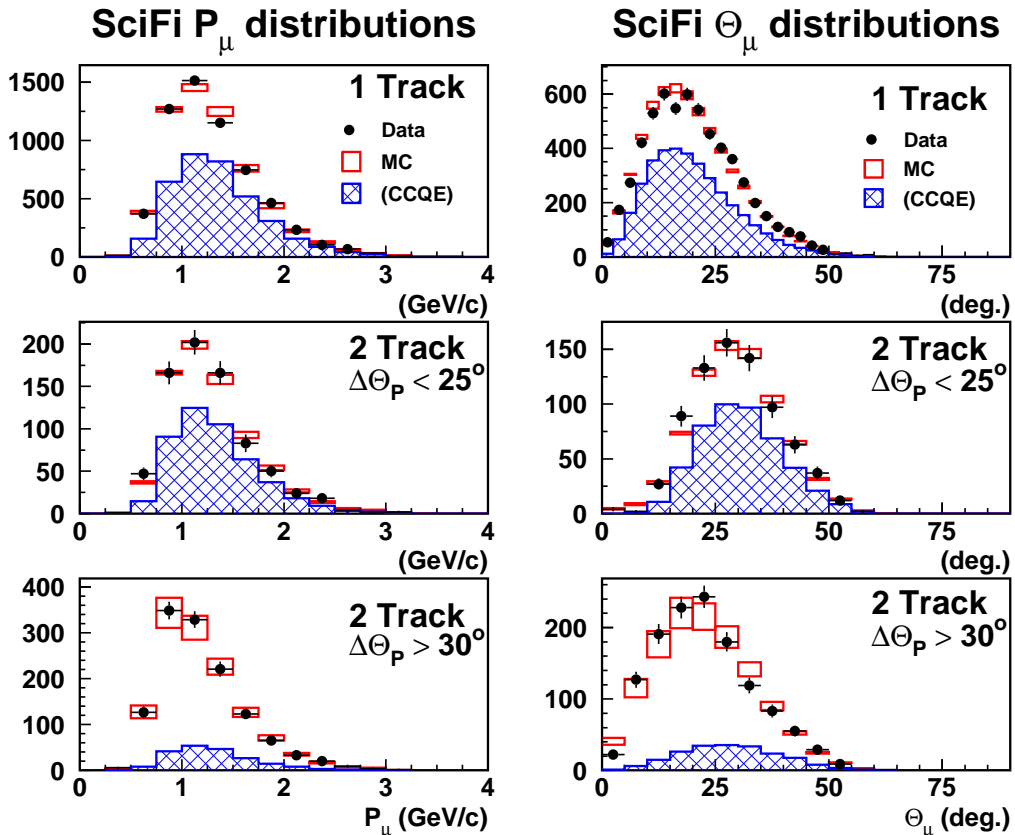 SciFi Pμ distributions
SciFi Θμ distributions
1 Track
Data
MC
(CCQE)
0
500
1000
1500
0 1 2 3 4
(GeV/c)
1 Track
Data
MC
(CCQE)
0
200
400
600
0 25 50 75
(deg.)
2 Track
ΔΘP < 25°
0
50
100
150
200
0 1 2 3 4
(GeV/c)
2 Track
ΔΘP < 25°
0
50
100
150
0 25 50 75
(deg.)
2 Track
ΔΘP > 30°
0
100
200
300
400
0 1 2 3 4
Pμ (GeV/c)
2 Track
ΔΘP > 30°
0
100
200
0 25 50 75
Θμ (deg.)